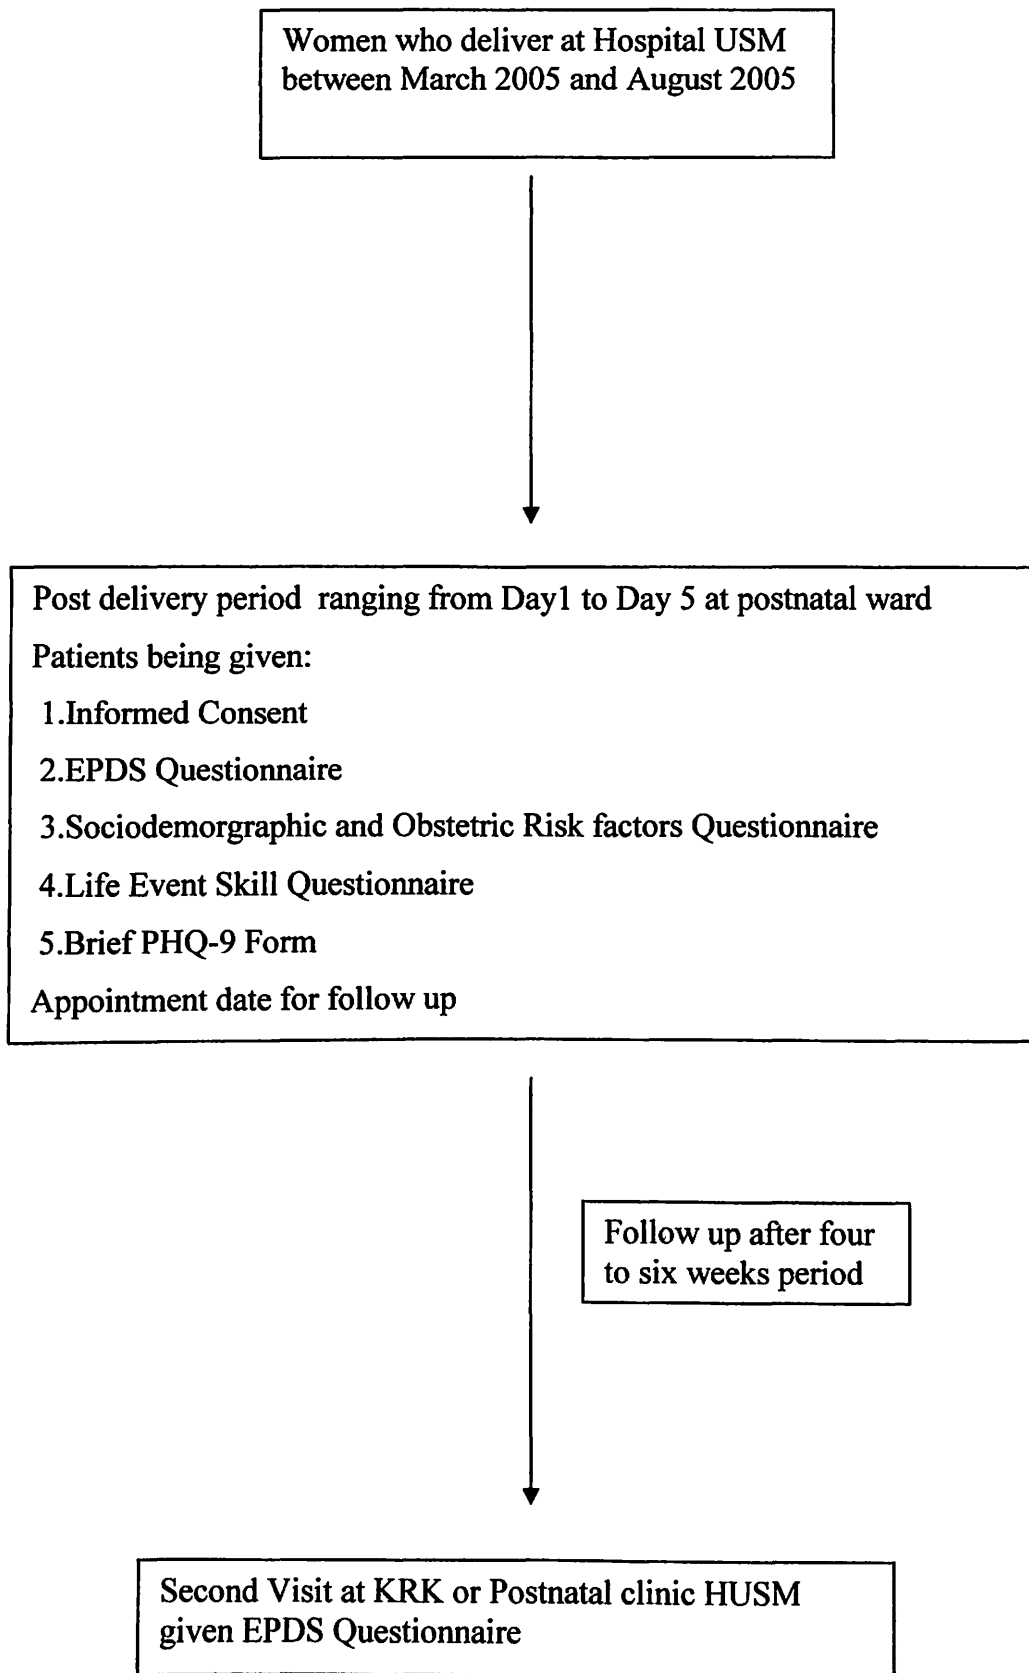 Women who deliver at Hospital USM
between March 2005 and August 2005
Post delivery period ranging from Day1 to Day 5 at postnatal ward
Patients being given:
1.Informed Consent
2.EPDS Questionnaire
3.Sociodemorgraphic and Obstetric Risk factors Questionnaire
4.Life Event Skill Questionnaire
5.Brief PHQ-9 Form
Appointment date for follow up
Follow up after four
to six weeks period
Second Visit at KRK or Postnatal clinic HUSM
given EPDS Questionnaire